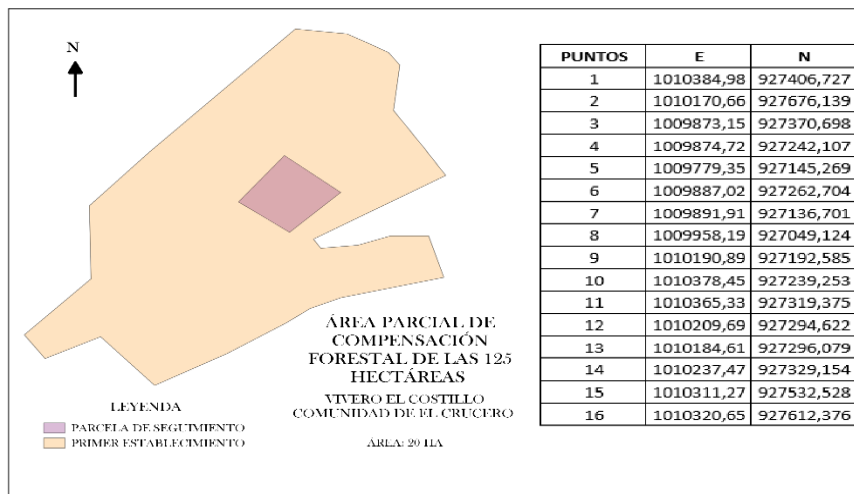 N
ÁREA PARCIAL DE
COMPENSACIÓN
FORESTAL DE LAS 125
HECTÁREAS
VIVERO EL COSTILLO
COMUNIDAD DE EL CRUCERO
ÁREA: 20 HA
LEYENDA
PARCELA DE SEGUIMIENTO
PRIMER ESTABLECIMIENTO
PUNTOS E N
1 1010384,98 927406,727
2 1010170,66 927676,139
3 1009873,15 927370,698
4 1009874,72 927242,107
5 1009779,35 927145,269
6 1009887,02 927262,704
7 1009891,91 927136,701
8 1009958,19 927049,124
9 1010190,89 927192,585
10 1010378,45 927239,253
11 1010365,33 927319,375
12 1010209,69 927294,622
13 1010184,61 927296,079
14 1010237,47 927329,154
15 1010311,27 927532,528
16 1010320,65 927612,376